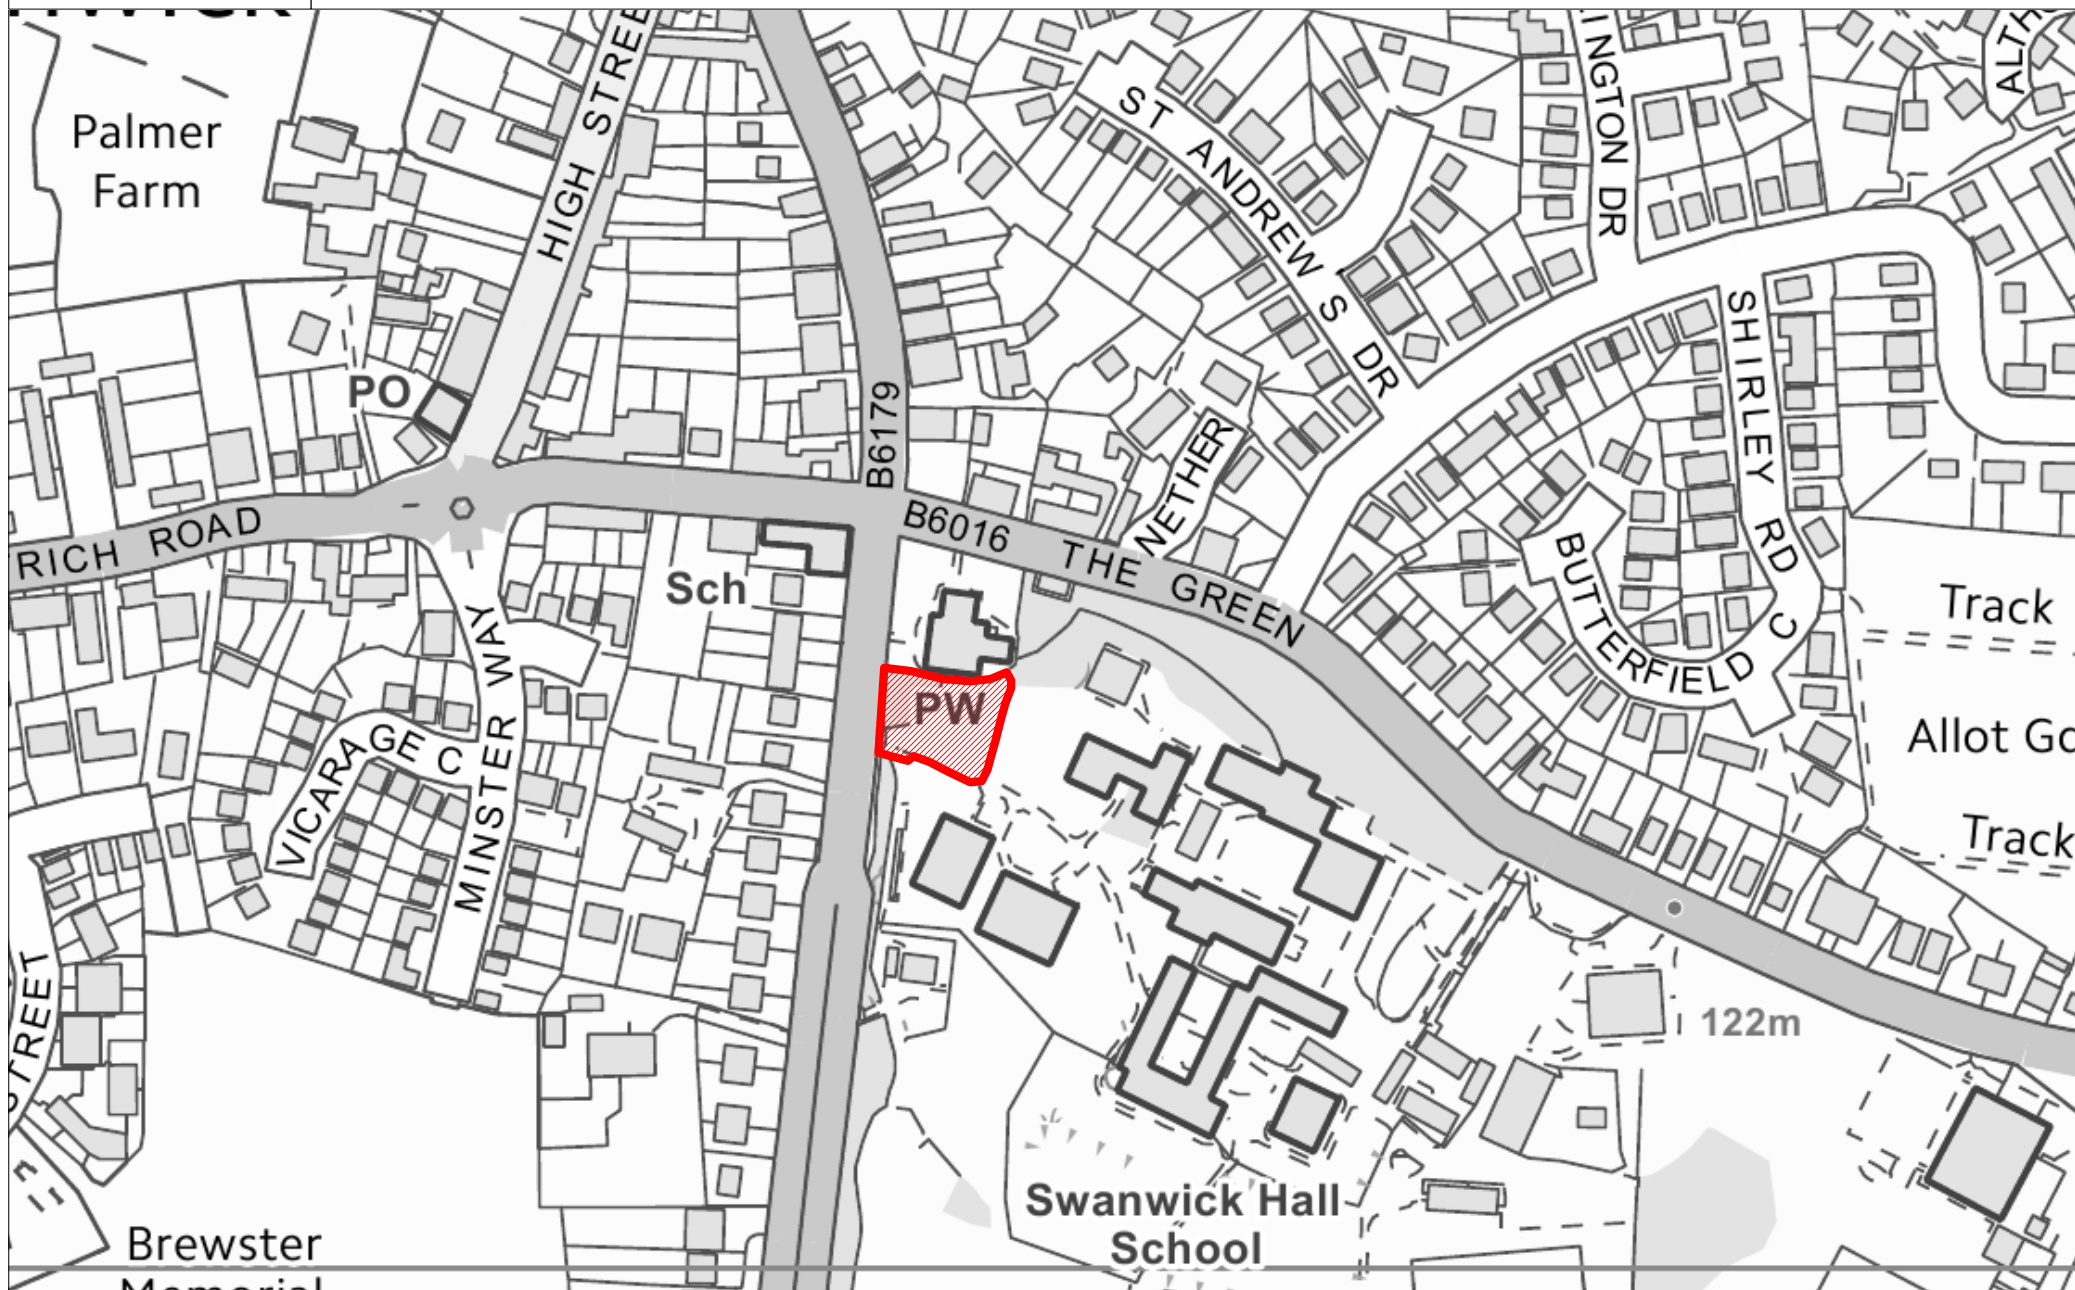 Palmer
Farm
HIGH STREE
ST ANDREW S DR
INGTON DR
ALTH
SHIRLEY RD
PO
B6179
NETHER
RICH ROAD
B6016
THE GREEN
Sch
BUTTERFIELD C
Track
PW
Allot Gd
MINSTER WAY
VICARAGE C
Track
STREET
122m
Swanwick Hall
School
Brewster
Memorial